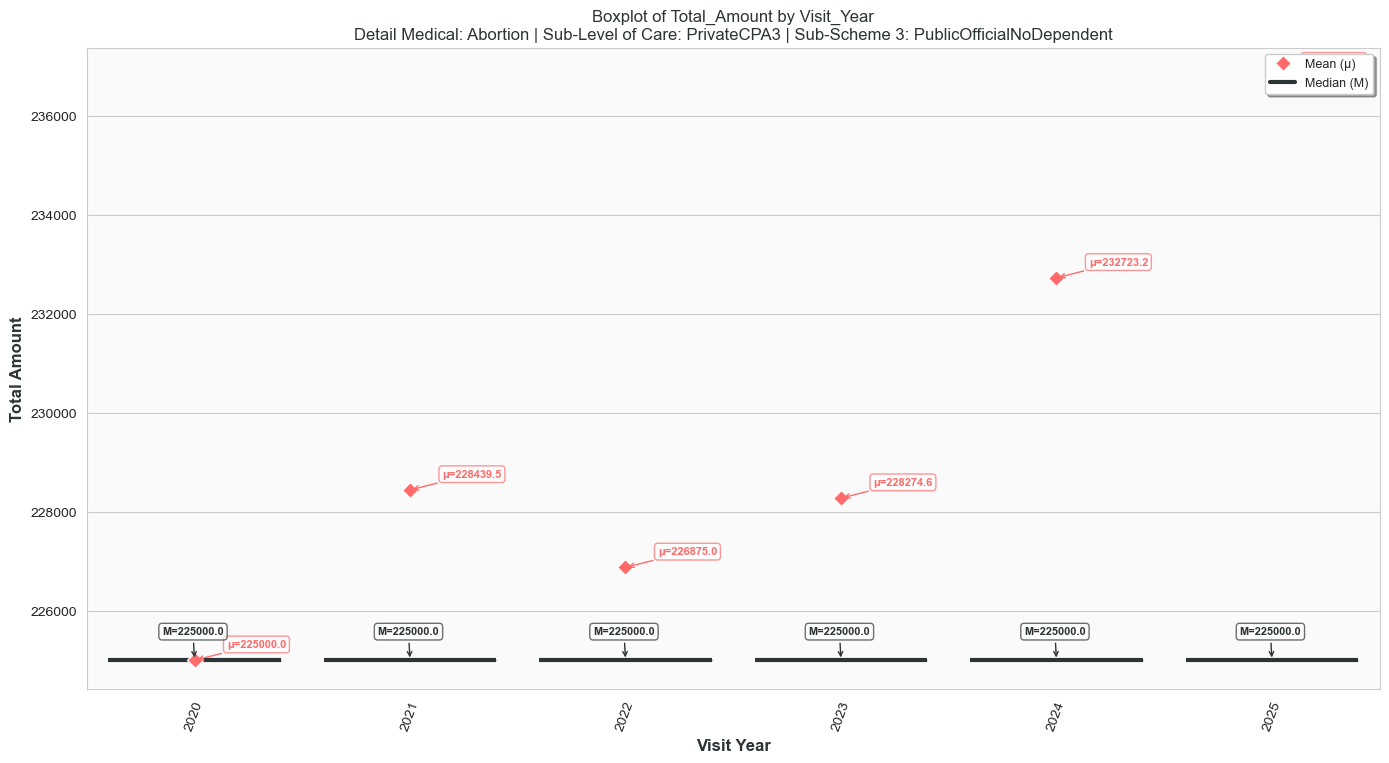 Boxplot of Total_Amount by Visit_Year
Detail Medical: Abortion | Sub-Level of Care: PrivateCPA3 | Sub-Scheme 3: PublicOfficialNoDependent
Mean (μ)
Median (M)
Total Amount
236000
234000
232000
230000
228000
226000
μ=232723.2
μ=228439.5
μ=228274.6
μ=226875.0
M=225000.0
M=225000.0
M=225000.0
M=225000.0
M=225000.0
M=225000.0
μ=225000.0
2020
2021
2022
2023
2024
2025
Visit Year